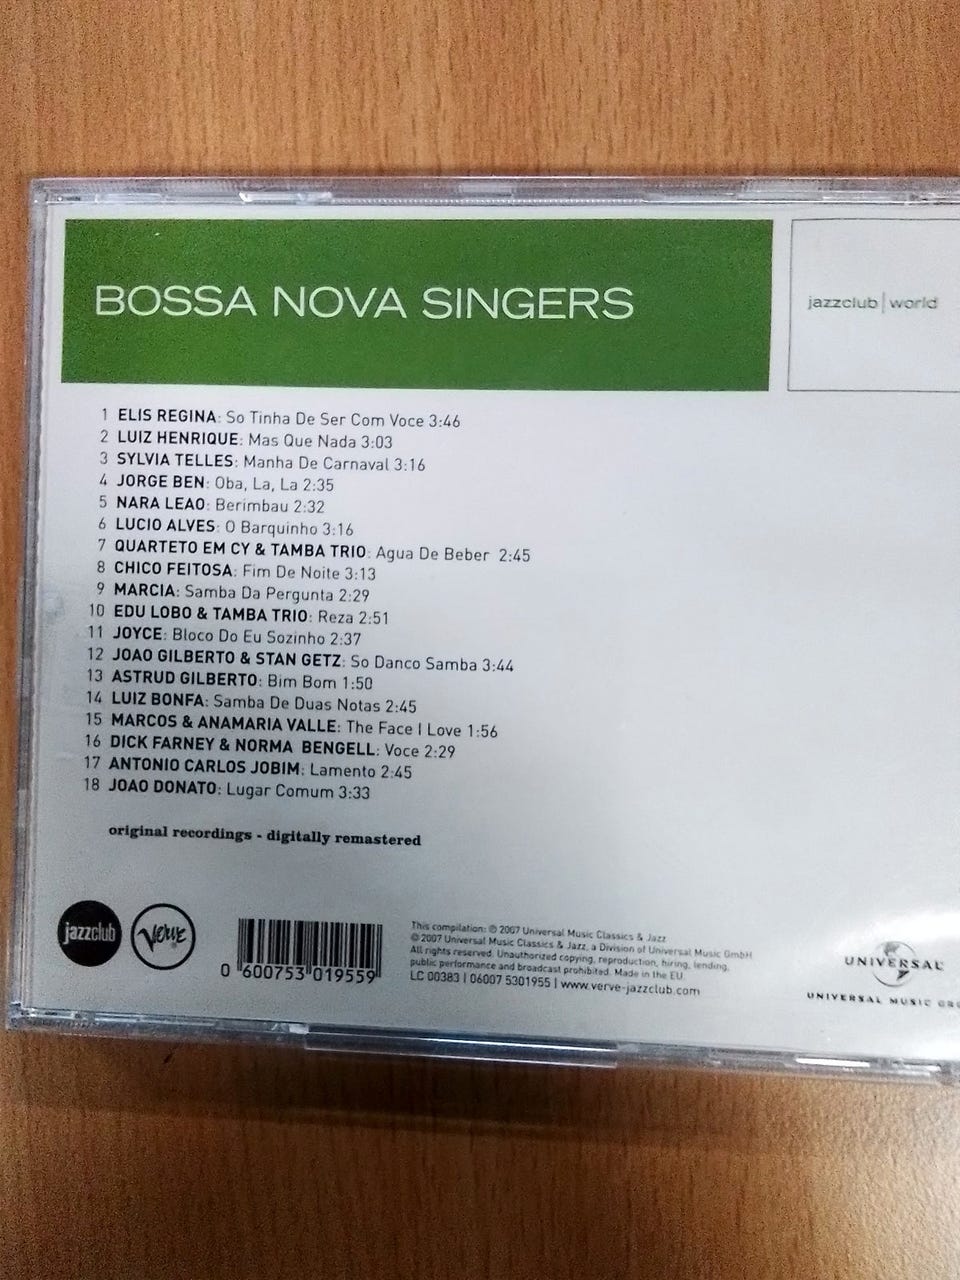 BOSSA NOVA SINGERS
jazzclub | world
1 ELIS REGINA: So Tinha De Ser Com Voce 3:46
2 LUIZ HENRIQUE: Mas Que Nada 3:03
3 SYLVIA TELLES: Manha De Carnaval 3:16
4 JORGE BEN: Oba, La, La 2:35
5 NARA LEAO: Berimbau 2:32
6 LUCIO ALVES: O Barquinho 3:16
7 QUARTETO EM CY & TAMBA TRIO: Agua De Beber 2:45
8 CHICO FEITOSA: Fim De Noite 3:13
9 MARCIA: Samba Da Pergunta 2:29
10 EDU LOBO & TAMBA TRIO: Reza 2:51
11 JOYCE: Bloco Do Eu Sozinho 2:37
12 JOAO GILBERTO & STAN GETZ: So Danco Samba 3:44
13 ASTRUD GILBERTO: Bim Bom 1:50
14 LUIZ BONFA: Samba De Duas Notas 2:45
15 MARCOS & ANAMARIA VALLE: The Face I Love 1:56
16 DICK FARNEY & NORMA BENGELL: Voce 2:29
17 ANTONIO CARLOS JOBIM: Lamento 2:45
18 JOAO DONATO: Lugar Comum 3:33
original recordings - digitally remastered
jazzclub
VERVE
0 600753 019559
This compilation: ℗ 2007 Universal Music Classics & Jazz
© 2007 Universal Music Classics & Jazz, a Division of Universal Music GmbH
All rights reserved. Unauthorized copying, reproduction, hiring, lending,
public performance and broadcast prohibited. Made in the EU.
LC 00383 | 06007 5301955 | www.verve-jazzclub.com
UNIVERSAL
UNIVERSAL MUSIC